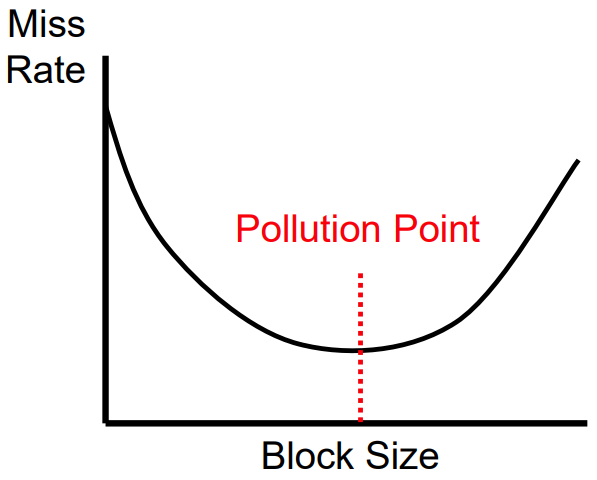 Miss
Rate
Pollution Point
Block Size